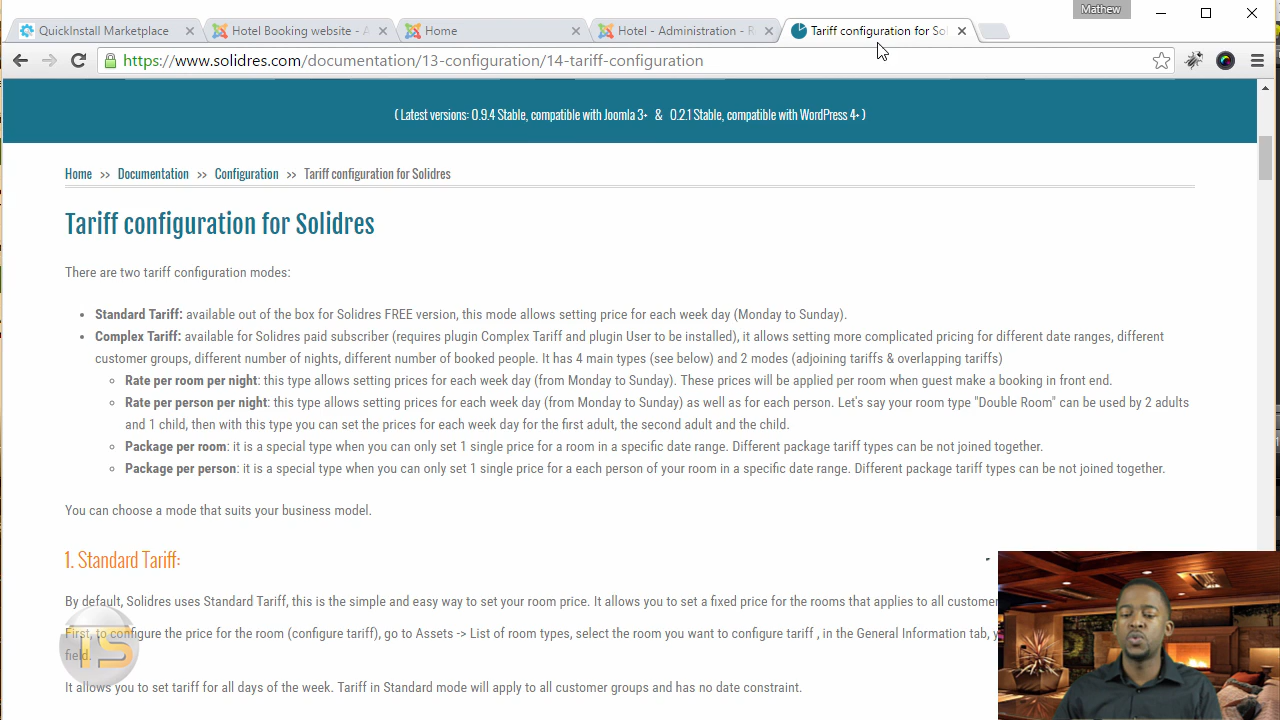 Mathew
QuickInstall Marketplace
Hotel Booking website - A
Home
Hotel - Administration - R
Tariff configuration for Sol
https://www.solidres.com/documentation/13-configuration/14-tariff-configuration
( Latest versions: 0.9.4 Stable, compatible with Joomla 3+ & 0.2.1 Stable, compatible with WordPress 4+ )
Home >> Documentation >> Configuration >> Tariff configuration for Solidres
Tariff configuration for Solidres
There are two tariff configuration modes:
Standard Tariff: available out of the box for Solidres FREE version, this mode allows setting price for each week day (Monday to Sunday).
Complex Tariff: available for Solidres paid subscriber (requires plugin Complex Tariff and plugin User to be installed), it allows setting more complicated pricing for different date ranges, different
customer groups, different number of nights, different number of booked people. It has 4 main types (see below) and 2 modes (adjoining tariffs & overlapping tariffs)
Rate per room per night: this type allows setting prices for each week day (from Monday to Sunday). These prices will be applied per room when guest make a booking in front end.
Rate per person per night: this type allows setting prices for each week day (from Monday to Sunday) as well as for each person. Let's say your room type "Double Room" can be used by 2 adults
and 1 child, then with this type you can set the prices for each week day for the first adult, the second adult and the child.
Package per room: it is a special type when you can only set 1 single price for a room in a specific date range. Different package tariff types can be not joined together.
Package per person: it is a special type when you can only set 1 single price for a each person of your room in a specific date range. Different package tariff types can be not joined together.
You can choose a mode that suits your business model.
1. Standard Tariff:
By default, Solidres uses Standard Tariff, this is the simple and easy way to set your room price. It allows you to set a fixed price for the rooms that applies to all custome
First, to configure the price for the room (configure tariff), go to Assets -> List of room types, select the room you want to configure tariff , in the General Information tab, y
field.
TS
It allows you to set tariff for all days of the week. Tariff in Standard mode will apply to all customer groups and has no date constraint.